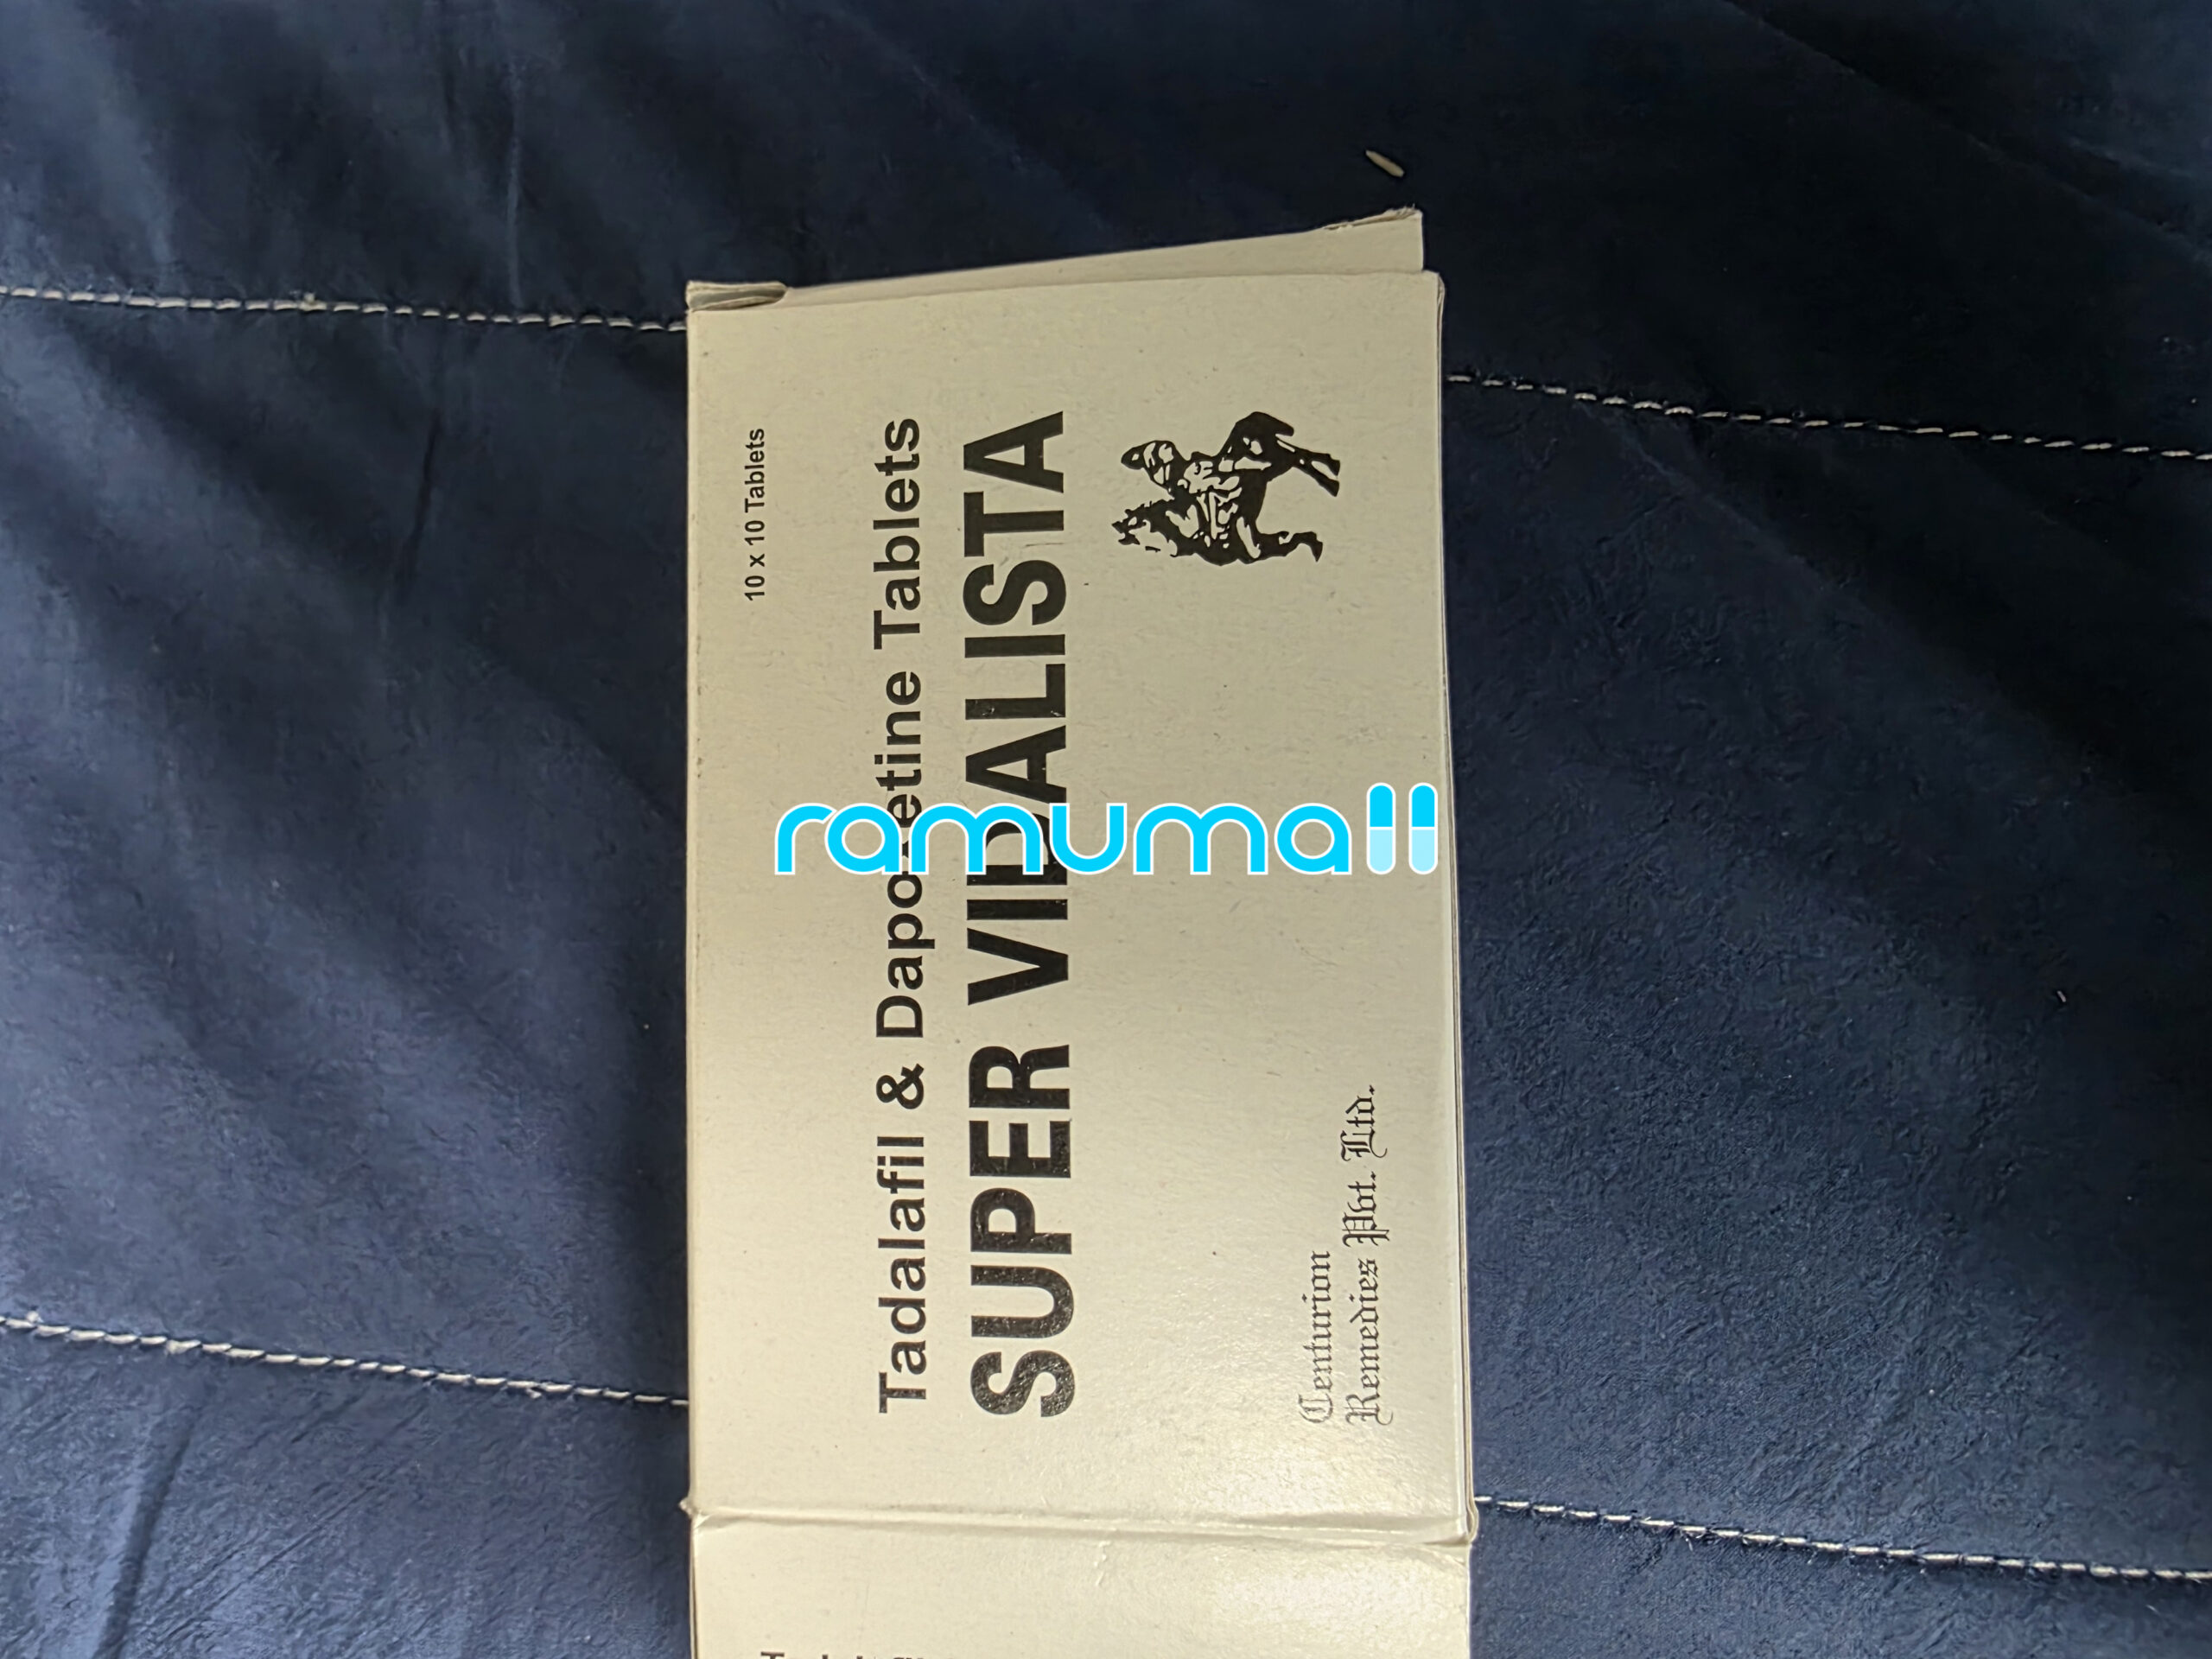 10 x 10 Tablets
Tadalafil & Dapoxetine Tablets
SUPER VIDALISTA
Centurion
Remedies Pvt. Ltd.
ramumall